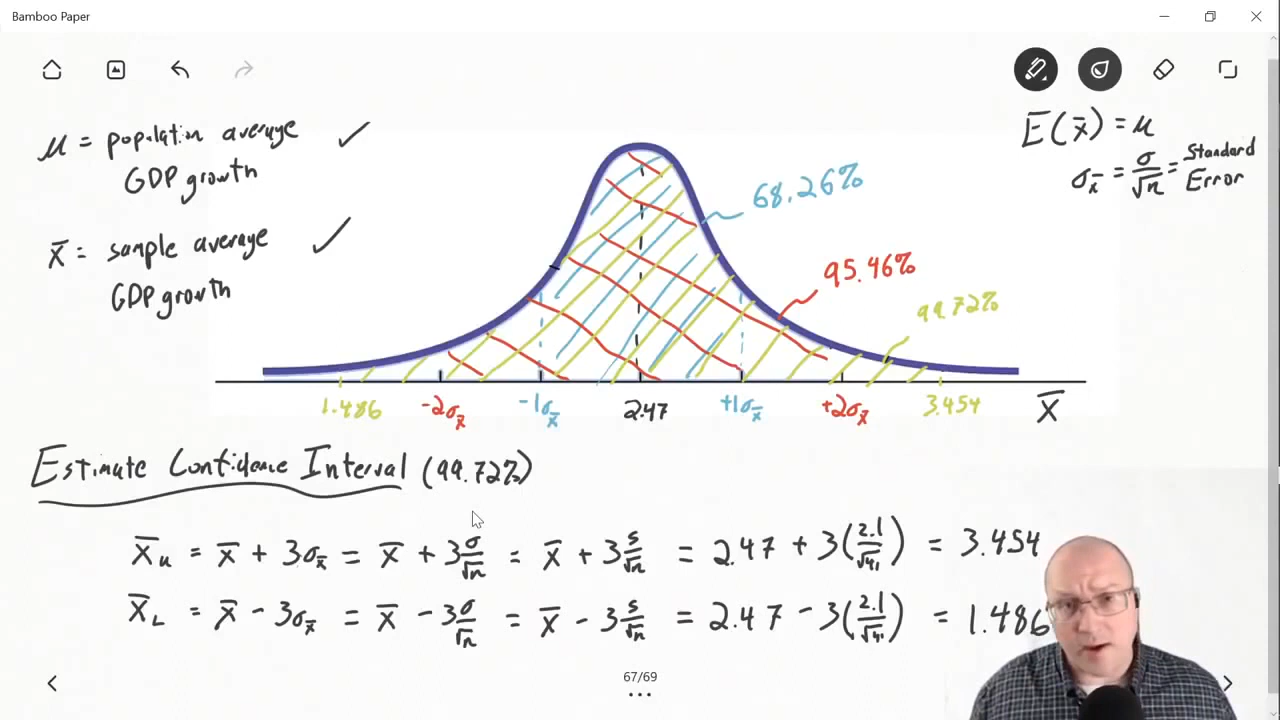 Bamboo Paper
μ = population average
GDP growth
x̄ = sample average
GDP growth
E(x̄) = μ
σx̄ = σ/√n = Standard
Error
68.26%
95.46%
99.72%
1.486 -2σx̄ -1σx̄ 2.47 +1σx̄ +2σx̄ 3.454 X̄
Estimate Confidence Interval (99.72%)
X̄u = x̄ + 3σx̄ = x̄ + 3σ/√n = x̄ + 3s/√n = 2.47 + 3(2.1/√41) = 3.454
X̄L = x̄ - 3σx̄ = x̄ - 3σ/√n = x̄ - 3s/√n = 2.47 - 3(2.1/√41) = 1.486
67/69